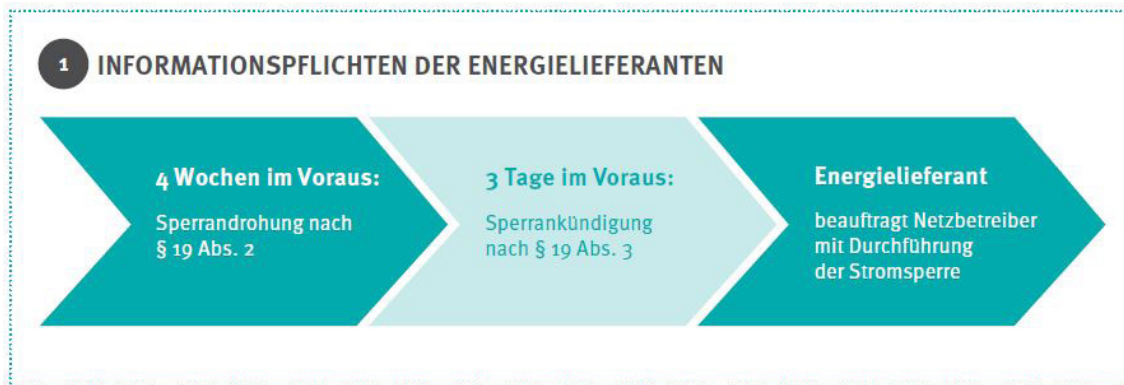 1 INFORMATIONSPFLICHTEN DER ENERGIELIEFERANTEN
4 Wochen im Voraus:
Sperrandrohung nach
§ 19 Abs. 2
3 Tage im Voraus:
Sperrankündigung
nach § 19 Abs. 3
Energielieferant
beauftragt Netzbetreiber
mit Durchführung
der Stromsperre